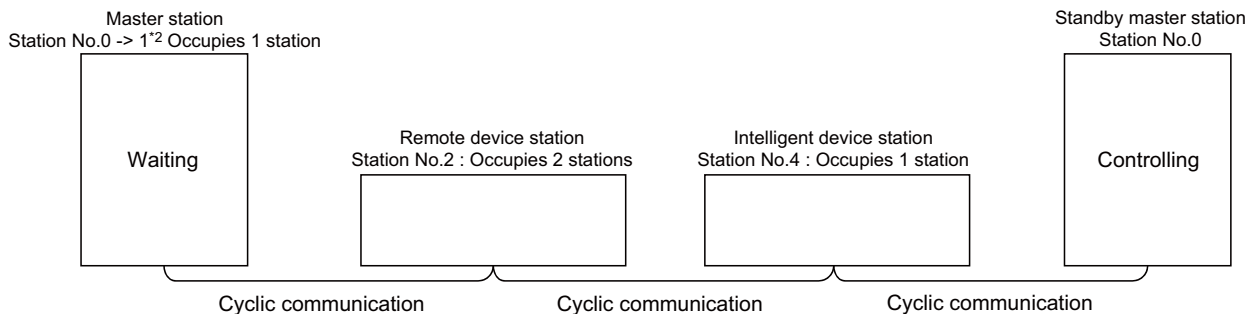 Master station
Station No.0 -> 1*2 Occupies 1 station
Standby master station
Station No.0
Waiting
Remote device station
Station No.2 : Occupies 2 stations
Intelligent device station
Station No.4 : Occupies 1 station
Controlling
Cyclic communication
Cyclic communication
Cyclic communication